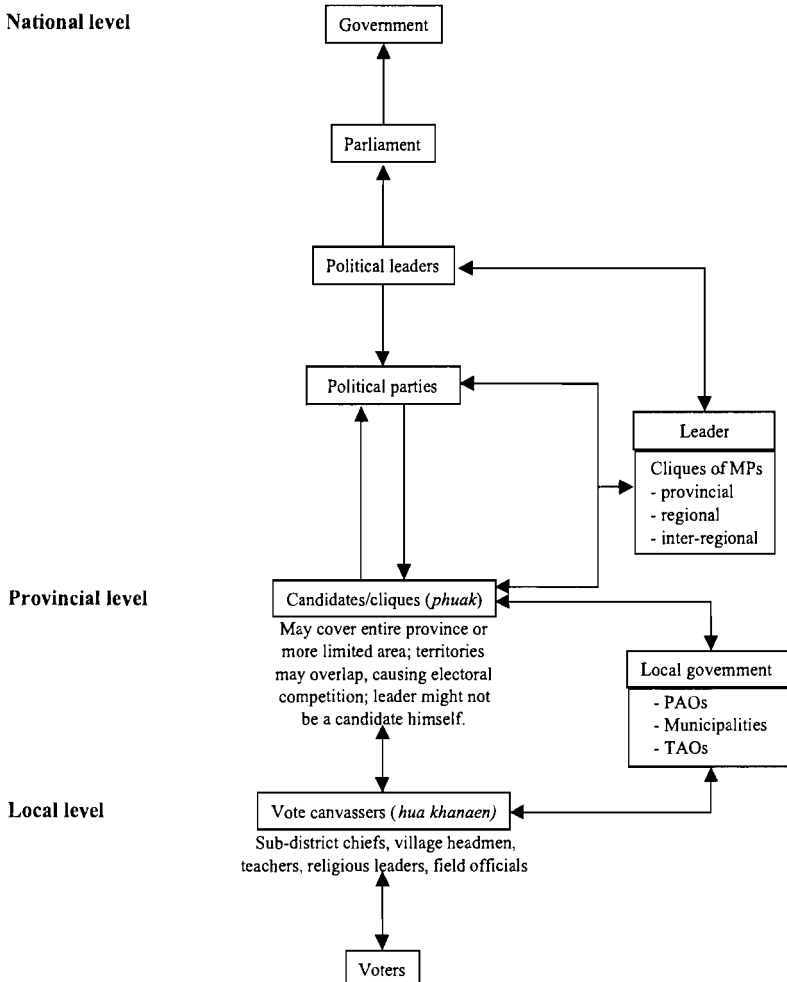 National level
Government
Parliament
Political leaders
Political parties
Leader
Cliques of MPs
- provincial
- regional
- inter-regional
Provincial level
Candidates/cliques (phuak)
May cover entire province or
more limited area; territories
may overlap, causing electoral
competition; leader might not
be a candidate himself.
Local government
- PAOs
- Municipalities
- TAOs
Local level
Vote canvassers (hua khanaen)
Sub-district chiefs, village headmen,
teachers, religious leaders, field officials
Voters